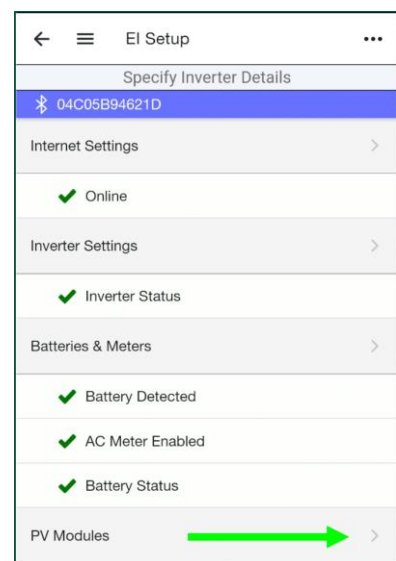 EI Setup
Specify Inverter Details
04C05B94621D
Internet Settings
Online
Inverter Settings
Inverter Status
Batteries & Meters
Battery Detected
AC Meter Enabled
Battery Status
PV Modules